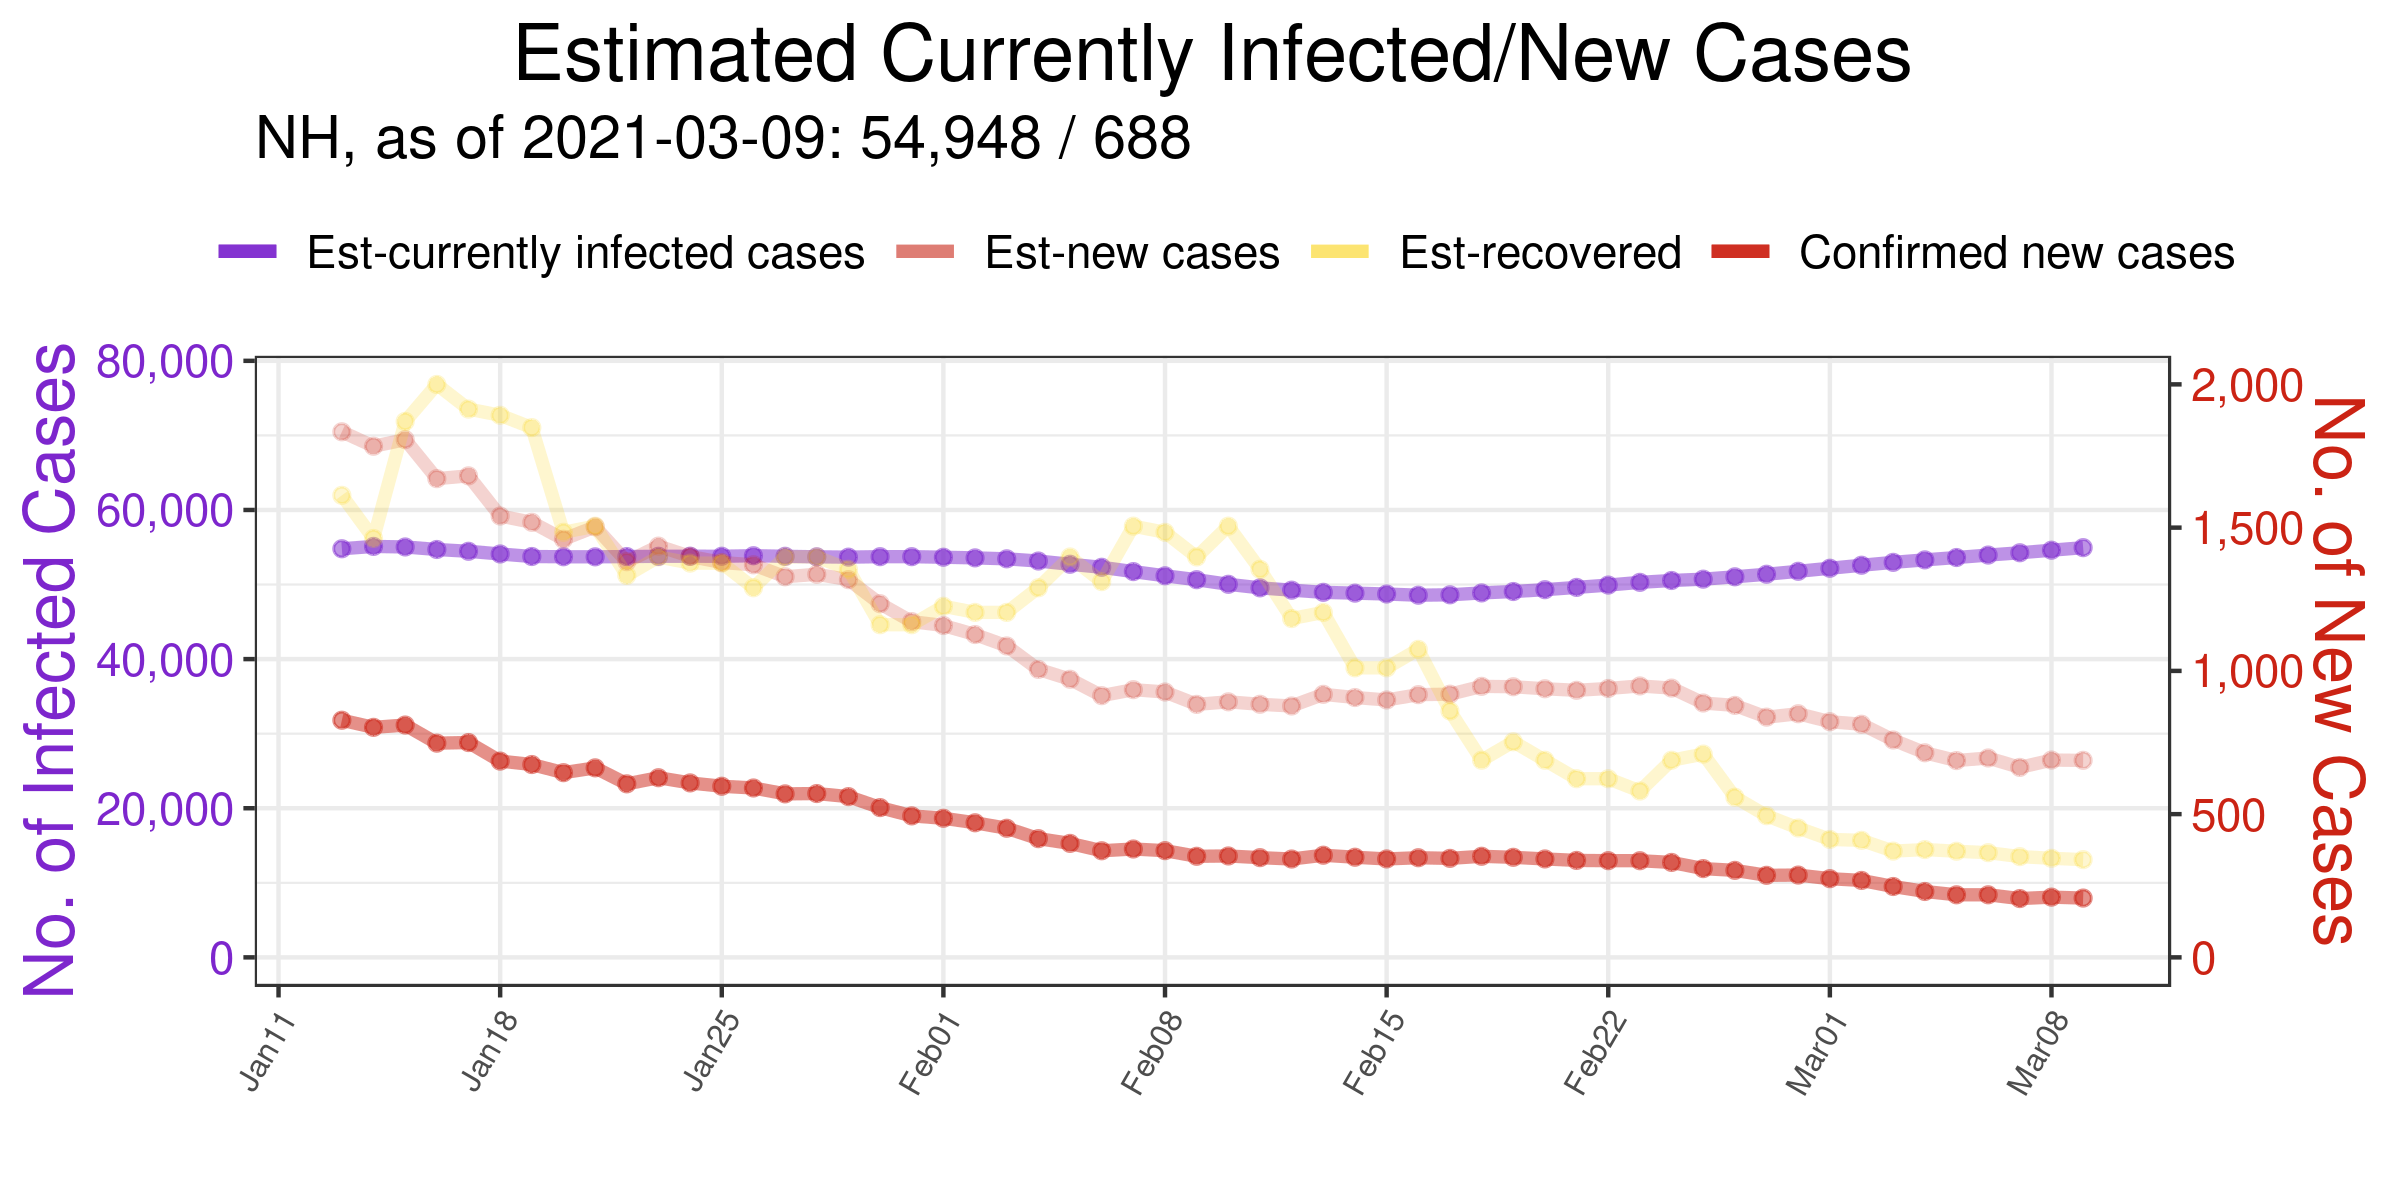 Estimated Currently Infected/New Cases
NH, as of 2021-03-09: 54,948 / 688
Est-currently infected cases Est-new cases Est-recovered Confirmed new cases
No. of Infected Cases
80,000
60,000
40,000
20,000
0
2,000
1,500
1,000
500
0
No. of New Cases
Jan11 Jan18 Jan25 Feb01 Feb08 Feb15 Feb22 Mar01 Mar08